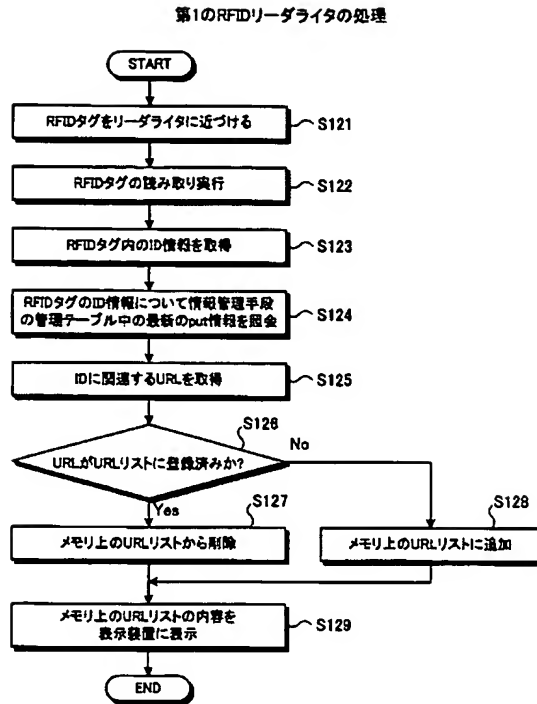 第1のRFIDリーダライタの処理
START
RFIDタグをリーダライタに近づける
S121
RFIDタグの読み取り実行
S122
RFIDタグ内のID情報を取得
S123
RFIDタグのID情報について情報管理手段
の管理テーブル中の最新のput情報を照会
S124
IDに関連するURLを取得
S125
S126
URLがURLリストに登録済みか?
No
Yes
S127
メモリ上のURLリストから削除
S128
メモリ上のURLリストに追加
メモリ上のURLリストの内容を
表示装置に表示
S129
END